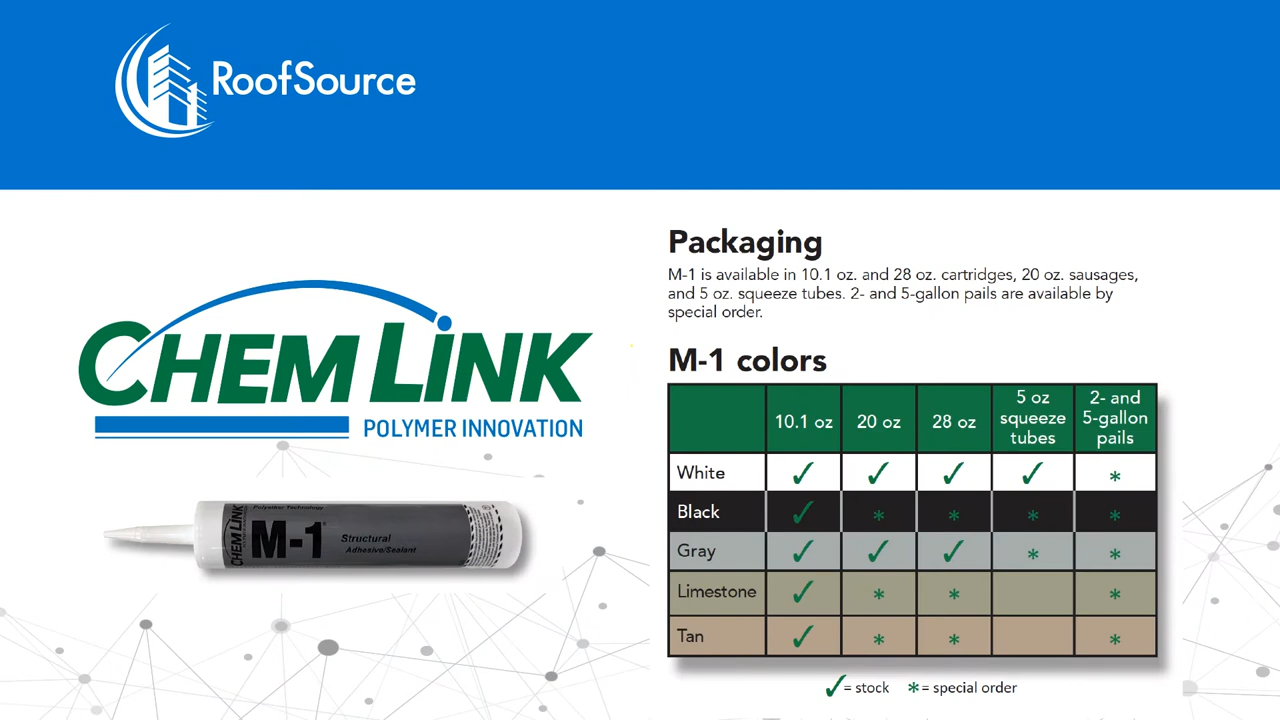 RoofSource
CHEM LINK
POLYMER INNOVATION
CHEM LINK
Polyether Technology
M-1
Structural
Adhesive/Sealant
Packaging
M-1 is available in 10.1 oz. and 28 oz. cartridges, 20 oz. sausages,
and 5 oz. squeeze tubes. 2- and 5-gallon pails are available by
special order.
M-1 colors
10.1 oz 20 oz 28 oz 5 oz squeeze tubes 2- and 5-gallon pails
White ✓ ✓ ✓ ✓ *
Black ✓ * * * *
Gray ✓ ✓ ✓ * *
Limestone ✓ * * *
Tan ✓ * * *
✓= stock *= special order